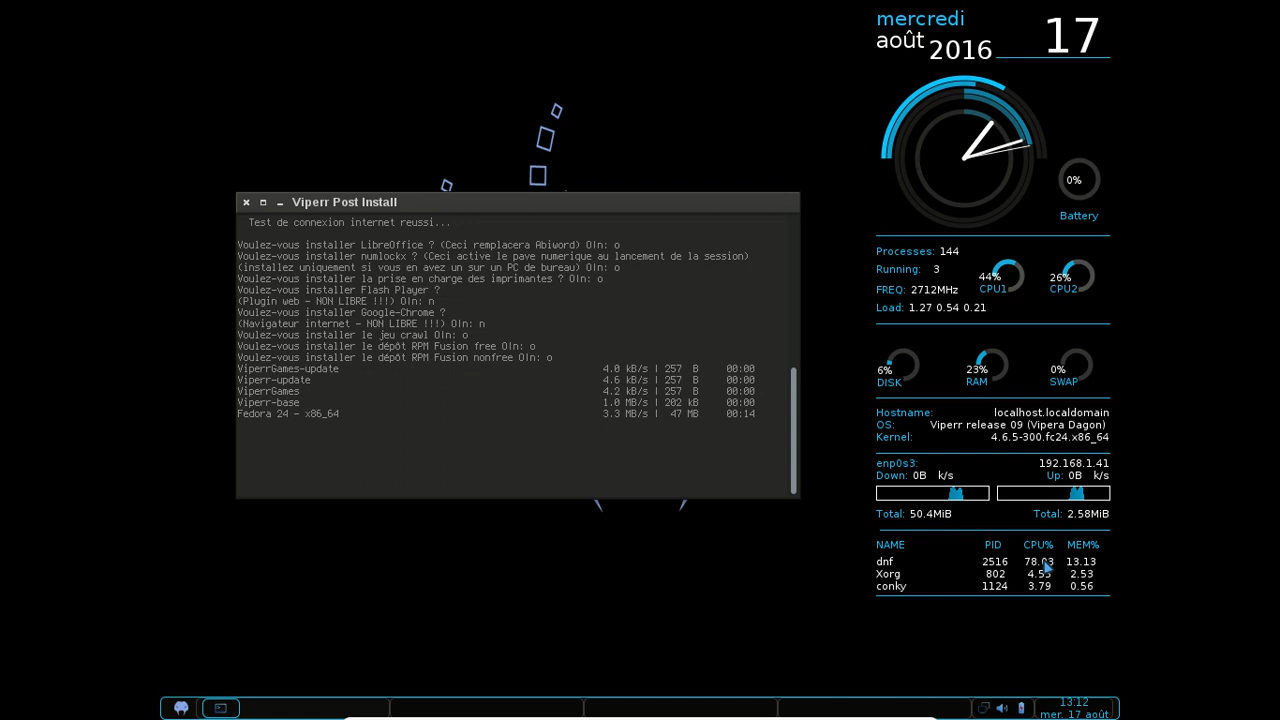 mercredi
17
août 2016
0%
Battery
Viperr Post Install
Test de connexion internet reussi...
Voulez-vous installer LibreOffice ? (Ceci remplacera Abiword) O|n: o
Voulez-vous installer numlockx ? (Ceci active le pave numerique au lancement de la session)
(installez uniquement si vous en avez un sur un PC de bureau) O|n: o
Voulez-vous installer la prise en charge des imprimantes ? O|n: o
Voulez-vous installer Flash Player ?
(Plugin web - NON LIBRE !!!) O|n: n
Voulez-vous installer Google-Chrome ?
(Navigateur internet - NON LIBRE !!!) O|n: n
Voulez-vous installer le jeu crawl O|n: o
Voulez-vous installer le dépôt RPM Fusion free O|n: o
Voulez-vous installer le dépôt RPM Fusion nonfree O|n: o
ViperrGames-update 4.0 kB/s | 257 B 00:00
Viperr-update 4.6 kB/s | 257 B 00:00
ViperrGames 4.2 kB/s | 257 B 00:00
Viperr-base 1.0 MB/s | 202 kB 00:00
Fedora 24 - x86_64 3.3 MB/s | 47 MB 00:14
Processes: 144
Running: 3
44% CPU1
26% CPU2
FREQ: 2712MHz
Load: 1.27 0.54 0.21
6% DISK
23% RAM
0% SWAP
Hostname: localhost.localdomain
OS: Viperr release 09 (Vipera Dagon)
Kernel: 4.6.5-300.fc24.x86_64
enp0s3: 192.168.1.41
Down: 0B k/s Up: 0B k/s
Total: 50.4MiB Total: 2.58MiB
NAME PID CPU% MEM%
dnf 2516 78.03 13.13
Xorg 802 4.55 2.53
conky 1124 3.79 0.56
13:12
mer. 17 août